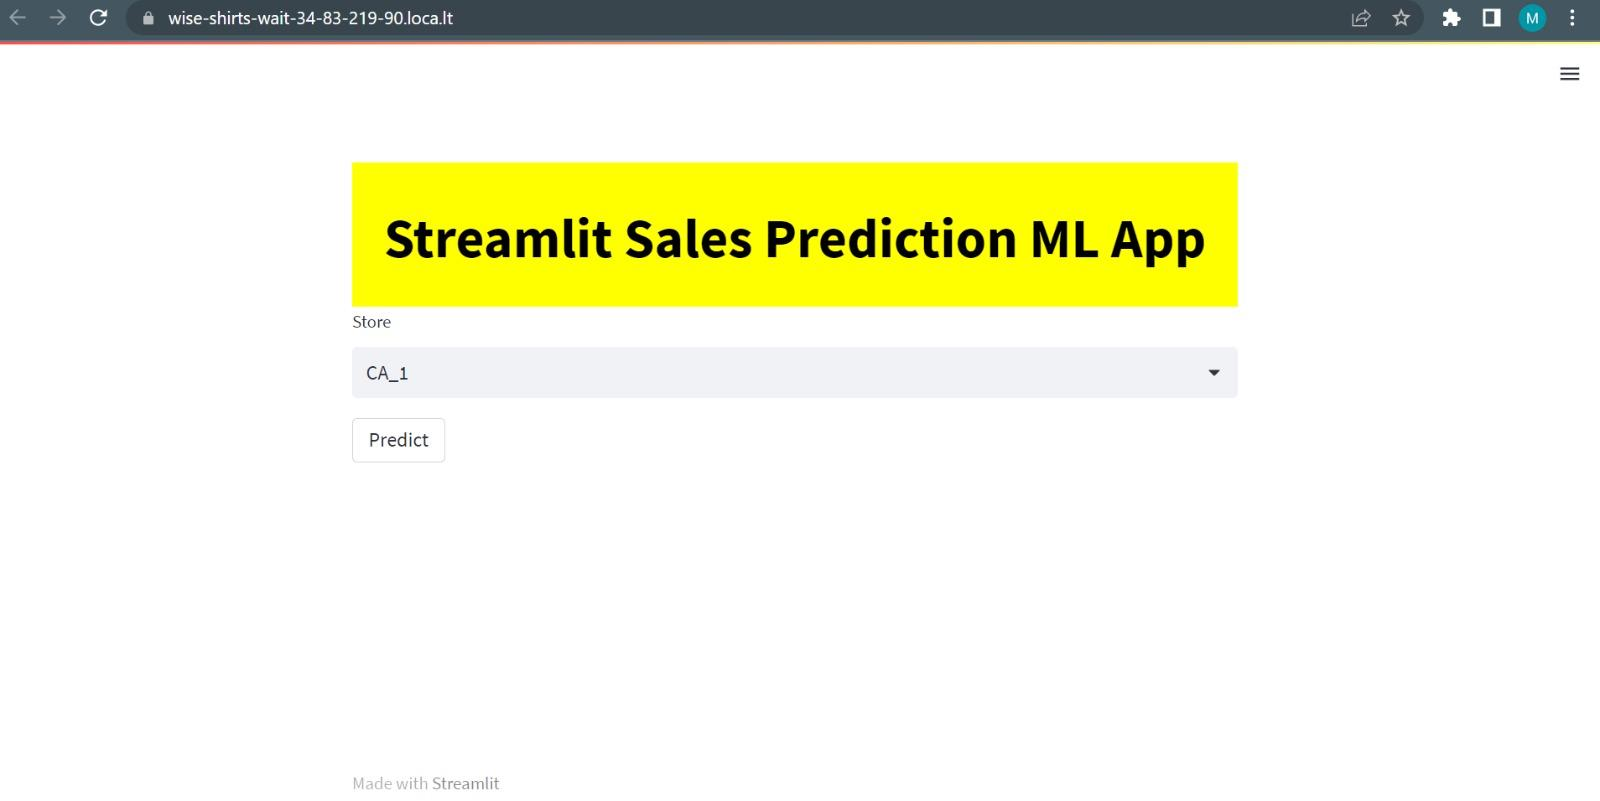 wise-shirts-wait-34-83-219-90.loca.lt
M
Streamlit Sales Prediction ML App
Store
CA_1
Predict
Made with Streamlit